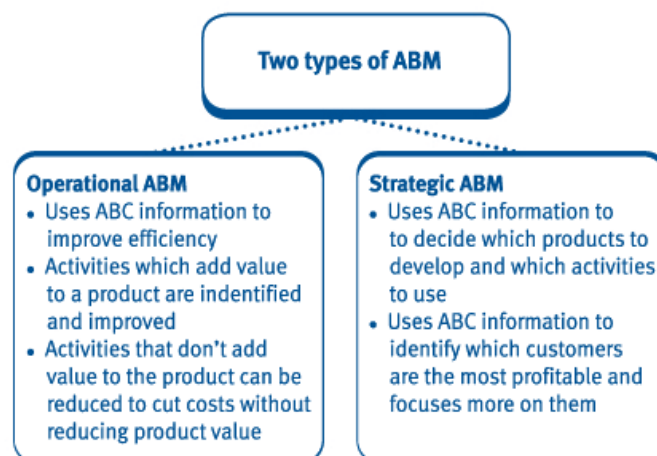 Two types of ABM
Operational ABM
• Uses ABC information to
improve efficiency
• Activities which add value
to a product are indentified
and improved
• Activities that don't add
value to the product can be
reduced to cut costs without
reducing product value
Strategic ABM
• Uses ABC information to
to decide which products to
develop and which activities
to use
• Uses ABC information to
identify which customers
are the most profitable and
focuses more on them